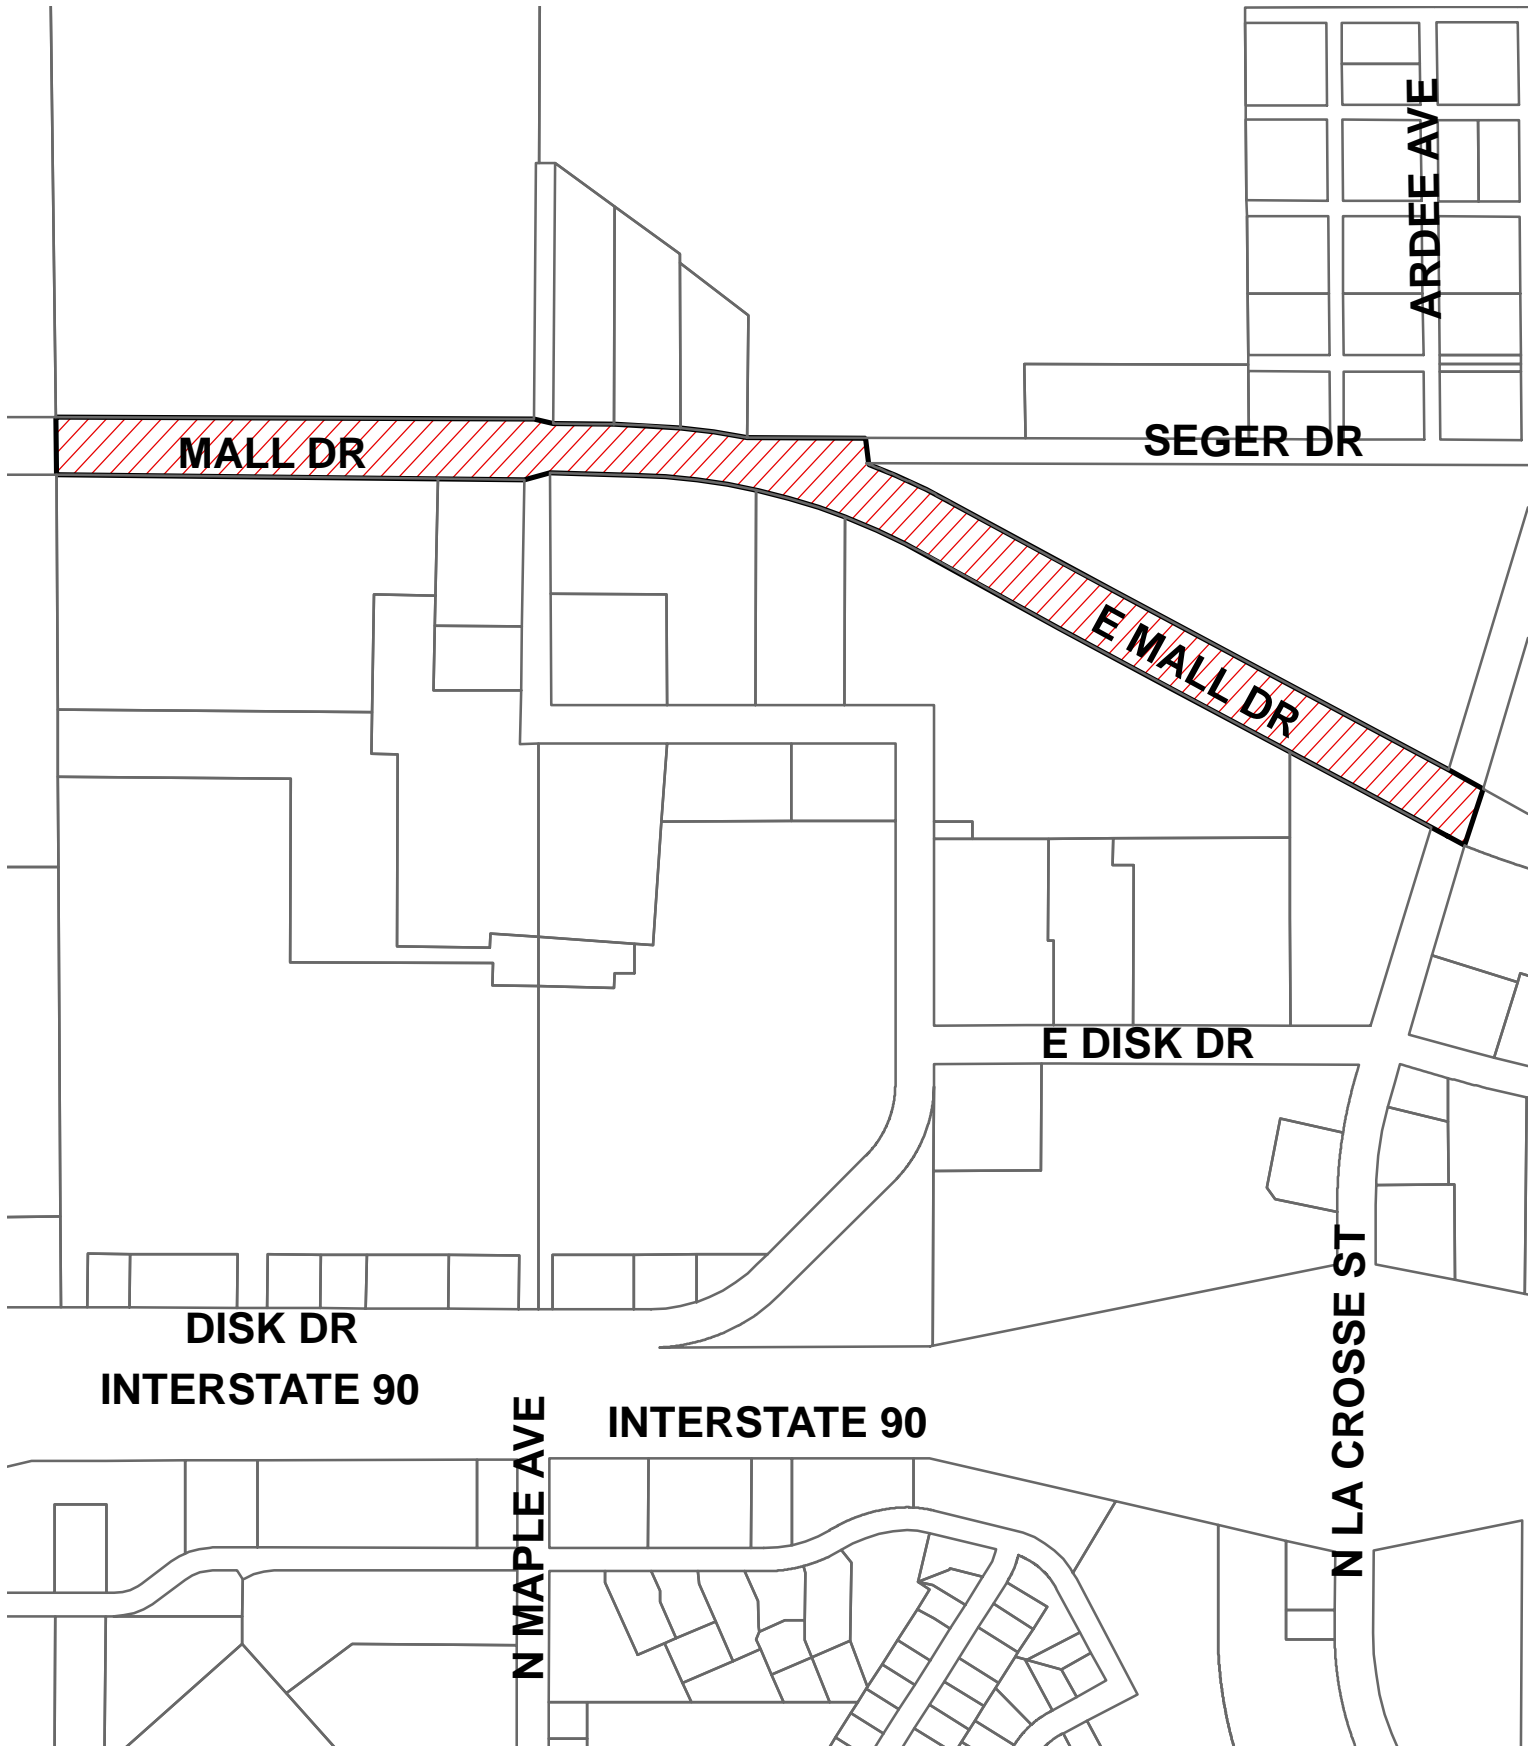 ARDEE AVE
SEGER DR
MALL DR
E MALL DR
E DISK DR
N LA CROSSE ST
DISK DR
INTERSTATE 90
INTERSTATE 90
N MAPLE AVE